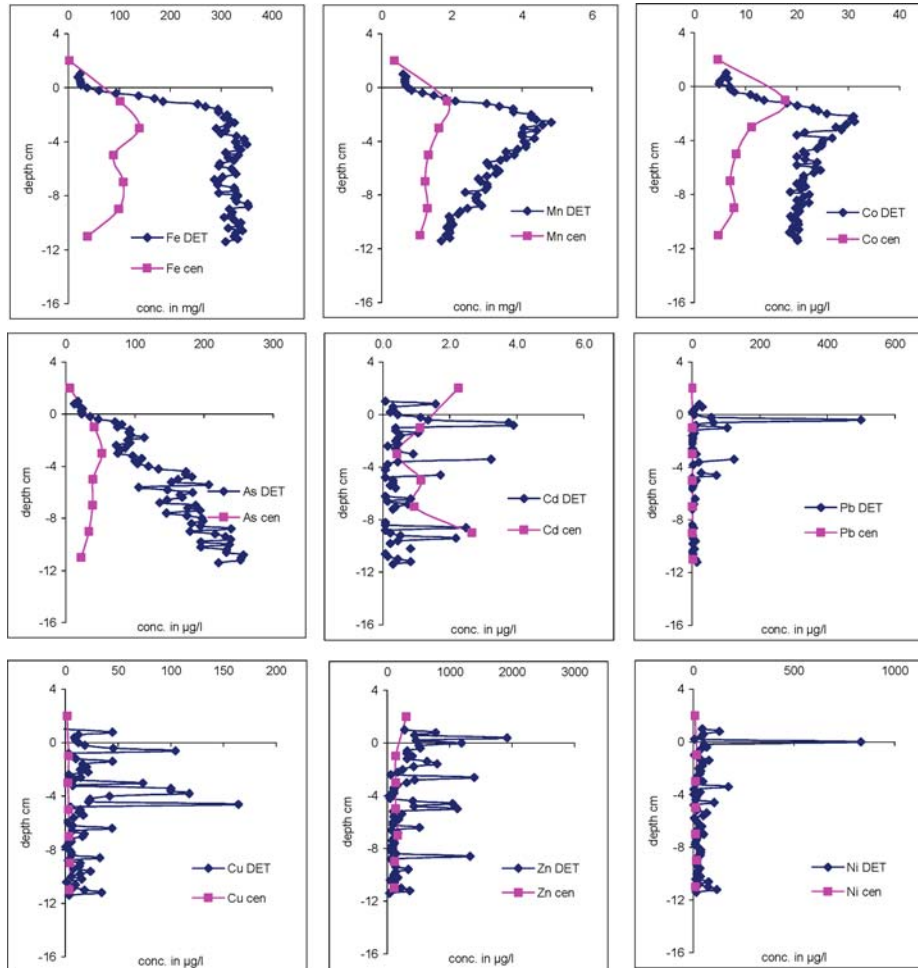 0 100 200 300 400
4
0
-4
-8
-12
-16
depth cm
Fe DET
Fe cen
conc. in mg/l
0 2 4 6
4
0
-4
-8
-12
-16
depth cm
Mn DET
Mn cen
conc. in mg/l
0 10 20 30 40
4
0
-4
-8
-12
-16
depth cm
Co DET
Co cen
conc. in µg/l
0 100 200 300
4
0
-4
-8
-12
-16
depth cm
As DET
As cen
conc. in µg/l
0.0 2.0 4.0 6.0
4
0
-4
-8
-12
-16
depth cm
Cd DET
Cd cen
conc. in µg/l
0 200 400 600
4
0
-4
-8
-12
-16
depth cm
Pb DET
Pb cen
conc. in µg/l
0 50 100 150 200
4
0
-4
-8
-12
-16
depth cm
Cu DET
Cu cen
conc. in µg/l
0 1000 2000 3000
4
0
-4
-8
-12
-16
depth cm
Zn DET
Zn cen
conc. in µg/l
0 500 1000
4
0
-4
-8
-12
-16
depth cm
Ni DET
Ni cen
conc. in µg/l